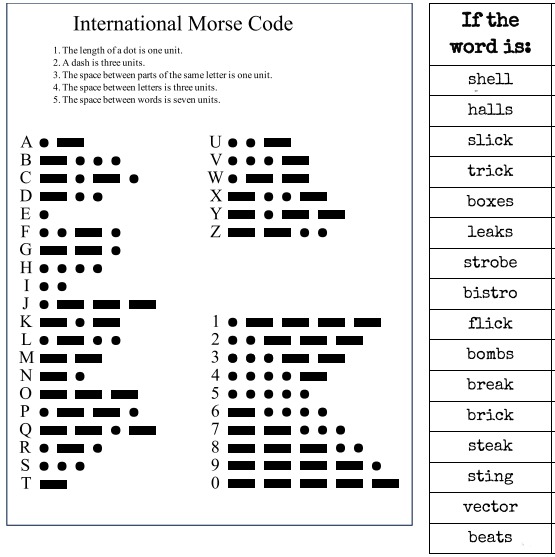 International Morse Code
1. The length of a dot is one unit.
2. A dash is three units.
3. The space between parts of the same letter is one unit.
4. The space between letters is three units.
5. The space between words is seven units.
A
B
C
D
E
F
G
H
I
J
K
L
M
N
O
P
Q
R
S
T
U
V
W
X
Y
Z
1
2
3
4
5
6
7
8
9
0
If the
word is:
shell
halls
slick
trick
boxes
leaks
strobe
bistro
flick
bombs
break
brick
steak
sting
vector
beats